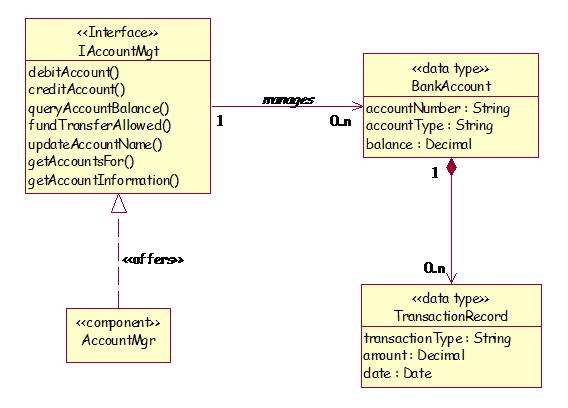 <<Interface>>
IAccountMgt
debitAccount()
creditAccount()
queryAccountBalance()
fundTransferAllowed()
updateAccountName()
getAccountsFor()
getAccountInformation()
manages
1
0..n
<<data type>>
BankAccount
accountNumber : String
accountType : String
balance : Decimal
1
0..n
<<offers>>
<<component>>
AccountMgr
<<data type>>
TransactionRecord
transactionType : String
amount : Decimal
date : Date